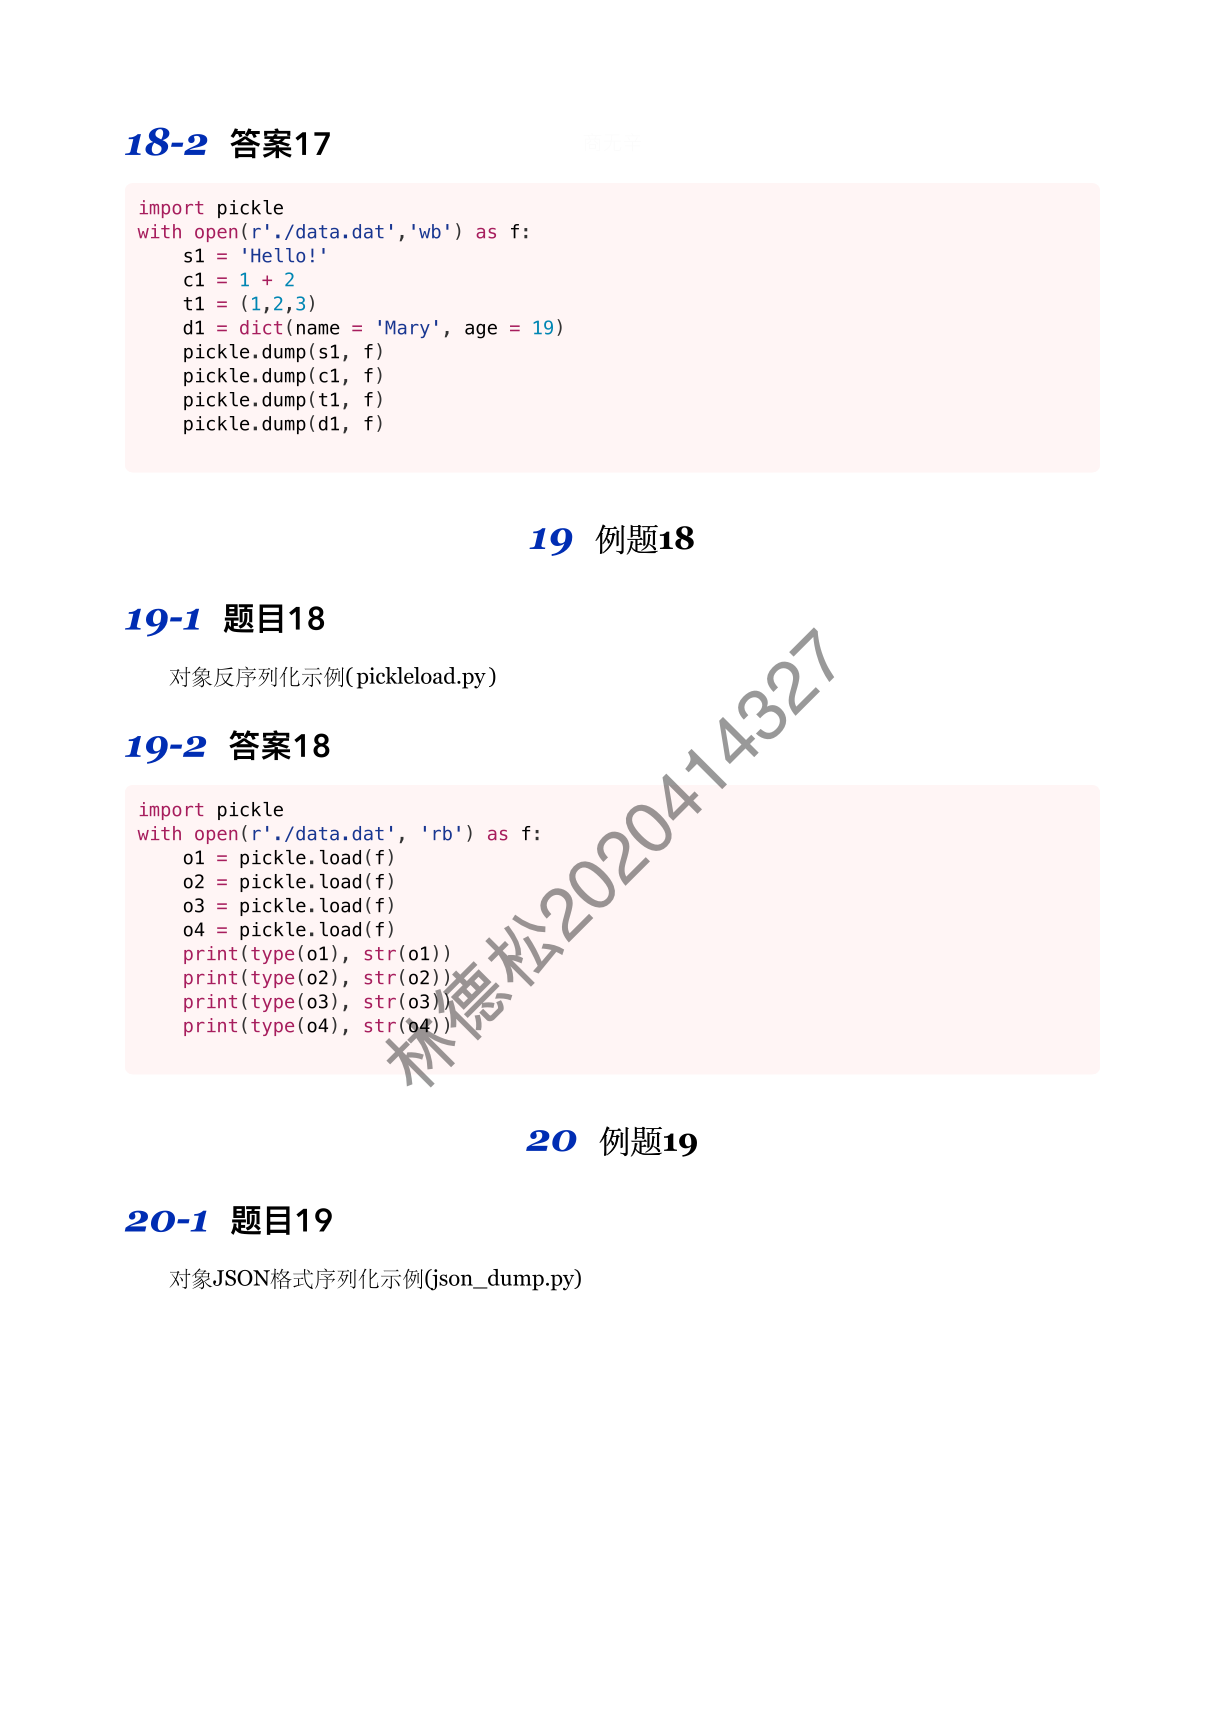 18-2 答案17
import pickle
with open(r'./data.dat','wb') as f:
    s1 = 'Hello!'
    c1 = 1 + 2
    t1 = (1,2,3)
    d1 = dict(name = 'Mary', age = 19)
    pickle.dump(s1, f)
    pickle.dump(c1, f)
    pickle.dump(t1, f)
    pickle.dump(d1, f)
19 例题18
19-1 题目18
对象反序列化示例( pickleload.py )
19-2 答案18
import pickle
with open(r'./data.dat', 'rb') as f:
    o1 = pickle.load(f)
    o2 = pickle.load(f)
    o3 = pickle.load(f)
    o4 = pickle.load(f)
    print(type(o1), str(o1))
    print(type(o2), str(o2))
    print(type(o3), str(o3))
    print(type(o4), str(o4))
林德松2020414327
20 例题19
20-1 题目19
对象JSON格式序列化示例(json_dump.py)